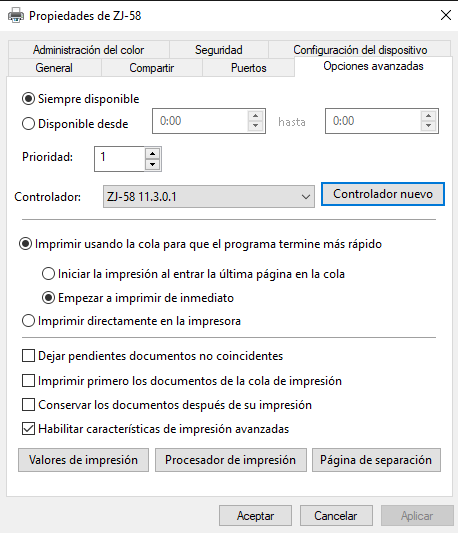 Propiedades de ZJ-58
Administración del color Seguridad Configuración del dispositivo
General Compartir Puertos Opciones avanzadas
Siempre disponible
Disponible desde 0:00 hasta 0:00
Prioridad: 1
Controlador: ZJ-58 11.3.0.1 Controlador nuevo
Imprimir usando la cola para que el programa termine más rápido
Iniciar la impresión al entrar la última página en la cola
Empezar a imprimir de inmediato
Imprimir directamente en la impresora
Dejar pendientes documentos no coincidentes
Imprimir primero los documentos de la cola de impresión
Conservar los documentos después de su impresión
Habilitar características de impresión avanzadas
Valores de impresión Procesador de impresión Página de separación
Aceptar Cancelar Aplicar